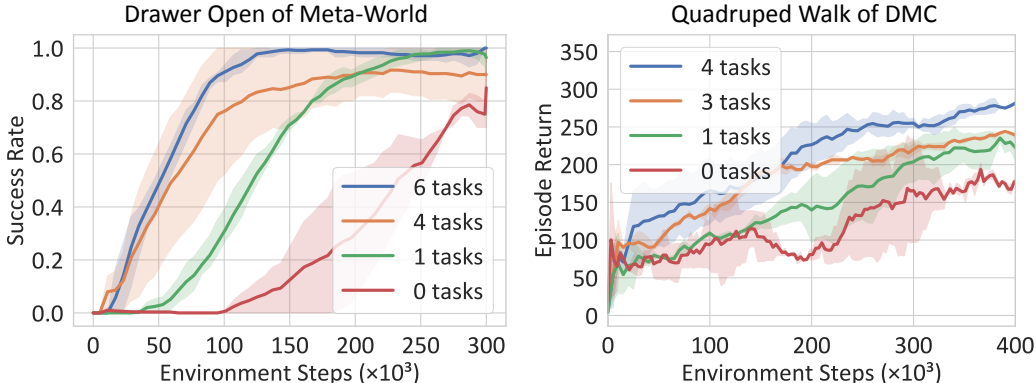 Drawer Open of Meta-World
Success Rate
1.0
0.8
0.6
0.4
0.2
0.0
6 tasks
4 tasks
1 tasks
0 tasks
0 50 100 150 200 250 300
Environment Steps (×10³)
Quadruped Walk of DMC
Episode Return
350
300
250
200
150
100
50
0
4 tasks
3 tasks
1 tasks
0 tasks
0 100 200 300 400
Environment Steps (×10³)